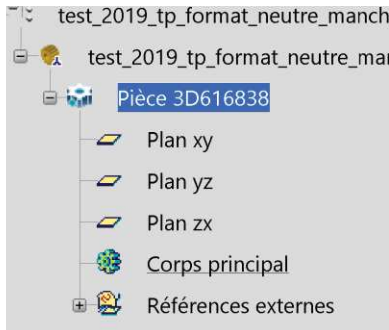 test_2019_tp_format_neutre_manch
test_2019_tp_format_neutre_mar
Pièce 3D616838
Plan xy
Plan yz
Plan zx
Corps principal
Références externes